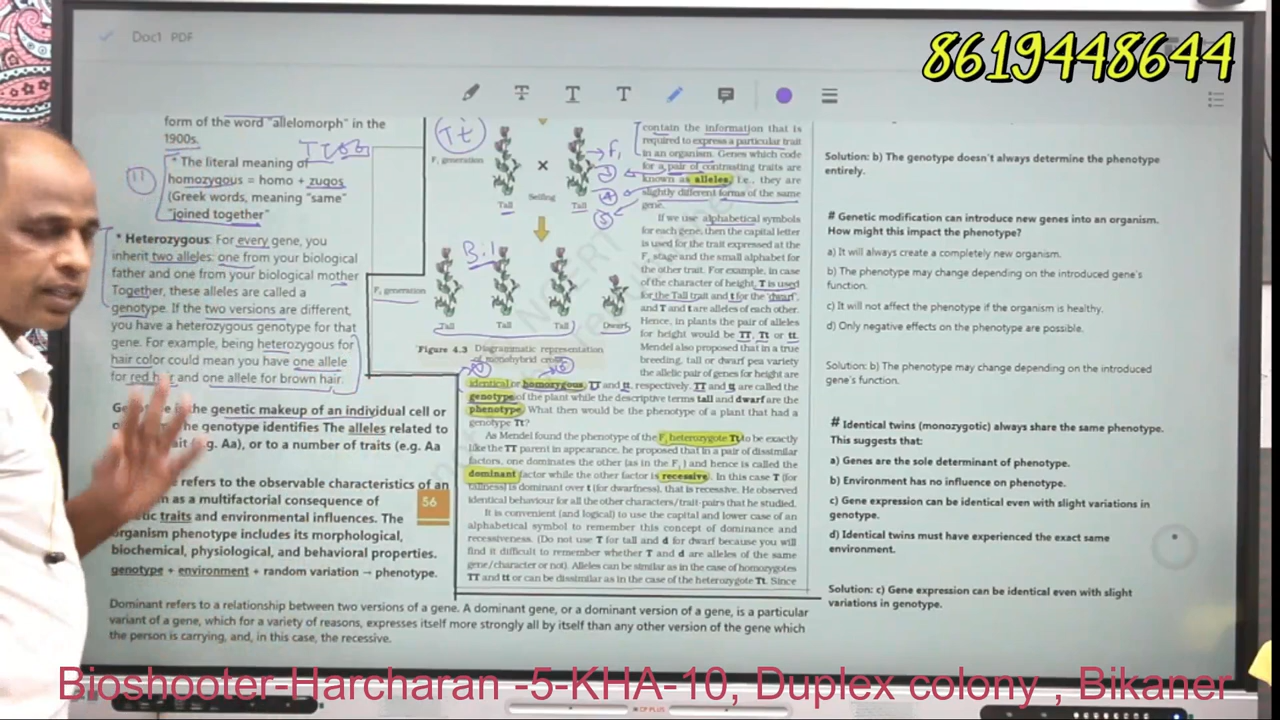 Doc1 PDF
8619448644
form of the word "allelomorph" in the
1900s.
* The literal meaning of
homozygous = homo + zugos
(Greek words, meaning "same"
"joined together"
11
* Heterozygous: For every gene, you
inherit two alleles: one from your biological
father and one from your biological mother
Together, these alleles are called a
genotype. If the two versions are different,
you have a heterozygous genotype for that
gene. For example, being heterozygous for
hair color could mean you have one allele
for red hair and one allele for brown hair.
is the genetic makeup of an individual cell or
The genotype identifies The alleles related to
(e.g. Aa), or to a number of traits (e.g. Aa
refers to the observable characteristics of an
as a multifactorial consequence of
traits and environmental influences. The
organism phenotype includes its morphological,
biochemical, physiological, and behavioral properties.
genotype + environment + random variation → phenotype.
56
Tt
F₁ generation
×
F₁
Tall
Selfing
Tall
B.1
F₂ generation
Tall
Tall
Tall
Dwarf
Figure 4.3 Diagrammatic representation
of monohybrid cross
contain the information that is
required to express a particular trait
in an organism. Genes which code
for a pair of contrasting traits are
known as alleles, i.e., they are
slightly different forms of the same
gene.
If we use alphabetical symbols
for each gene, then the capital letter
is used for the trait expressed at the
F₁ stage and the small alphabet for
the other trait. For example, in case
of the character of height, T is used
for the Tall trait and t for the 'dwarf',
and T and t are alleles of each other.
Hence, in plants the pair of alleles
for height would be TT, Tt or tt.
Mendel also proposed that in a true
breeding, tall or dwarf pea variety
the allelic pair of genes for height are
identical or homozygous, TT and tt, respectively. TT and tt are called the
genotype of the plant while the descriptive terms tall and dwarf are the
phenotype. What then would be the phenotype of a plant that had a
genotype Tt?
As Mendel found the phenotype of the F₁ heterozygote Tt to be exactly
like the TT parent in appearance, he proposed that in a pair of dissimilar
factors, one dominates the other (as in the F₁) and hence is called the
dominant factor while the other factor is recessive. In this case T (for
tallness) is dominant over t (for dwarfness), that is recessive. He observed
identical behaviour for all the other characters/trait-pairs that he studied.
It is convenient (and logical) to use the capital and lower case of an
alphabetical symbol to remember this concept of dominance and
recessiveness. (Do not use T for tall and d for dwarf because you will
find it difficult to remember whether T and d are alleles of the same
gene/character or not). Alleles can be similar as in the case of homozygotes
TT and tt or can be dissimilar as in the case of the heterozygote Tt. Since
Dominant refers to a relationship between two versions of a gene. A dominant gene, or a dominant version of a gene, is a particular
variant of a gene, which for a variety of reasons, expresses itself more strongly all by itself than any other version of the gene which
the person is carrying, and, in this case, the recessive.
Solution: b) The genotype doesn't always determine the phenotype
entirely.
# Genetic modification can introduce new genes into an organism.
How might this impact the phenotype?
a) It will always create a completely new organism.
b) The phenotype may change depending on the introduced gene's
function.
c) It will not affect the phenotype if the organism is healthy.
d) Only negative effects on the phenotype are possible.
Solution: b) The phenotype may change depending on the introduced
gene's function.
# Identical twins (monozygotic) always share the same phenotype.
This suggests that:
a) Genes are the sole determinant of phenotype.
b) Environment has no influence on phenotype.
c) Gene expression can be identical even with slight variations in
genotype.
d) Identical twins must have experienced the exact same
environment.
Solution: c) Gene expression can be identical even with slight
variations in genotype.
Bioshooter-Harcharan -5-KHA-10, Duplex colony , Bikaner